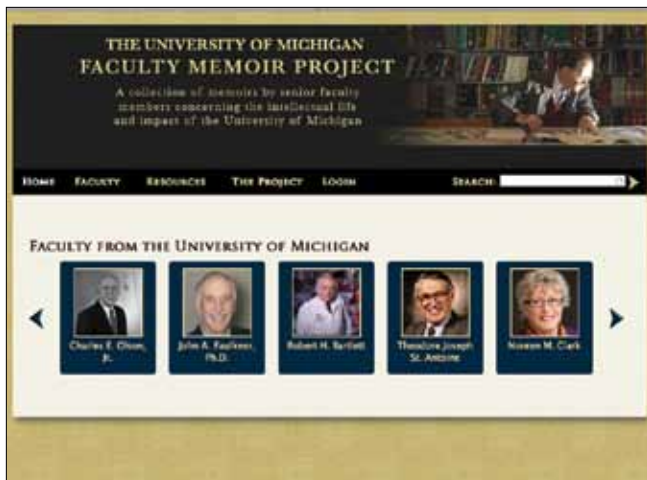 THE UNIVERSITY OF MICHIGAN
FACULTY MEMOIR PROJECT
A collection of memoirs by senior faculty
members concerning the intellectual life
and impact of the University of Michigan
HOME FACULTY RESOURCES THE PROJECT LOGIN SEARCH:
FACULTY FROM THE UNIVERSITY OF MICHIGAN
Charles E. Olson, Jr.
John A. Faulkner, Ph.D.
Robert H. Bartlett
Theodore Joseph St. Antoine
Noreen M. Clark